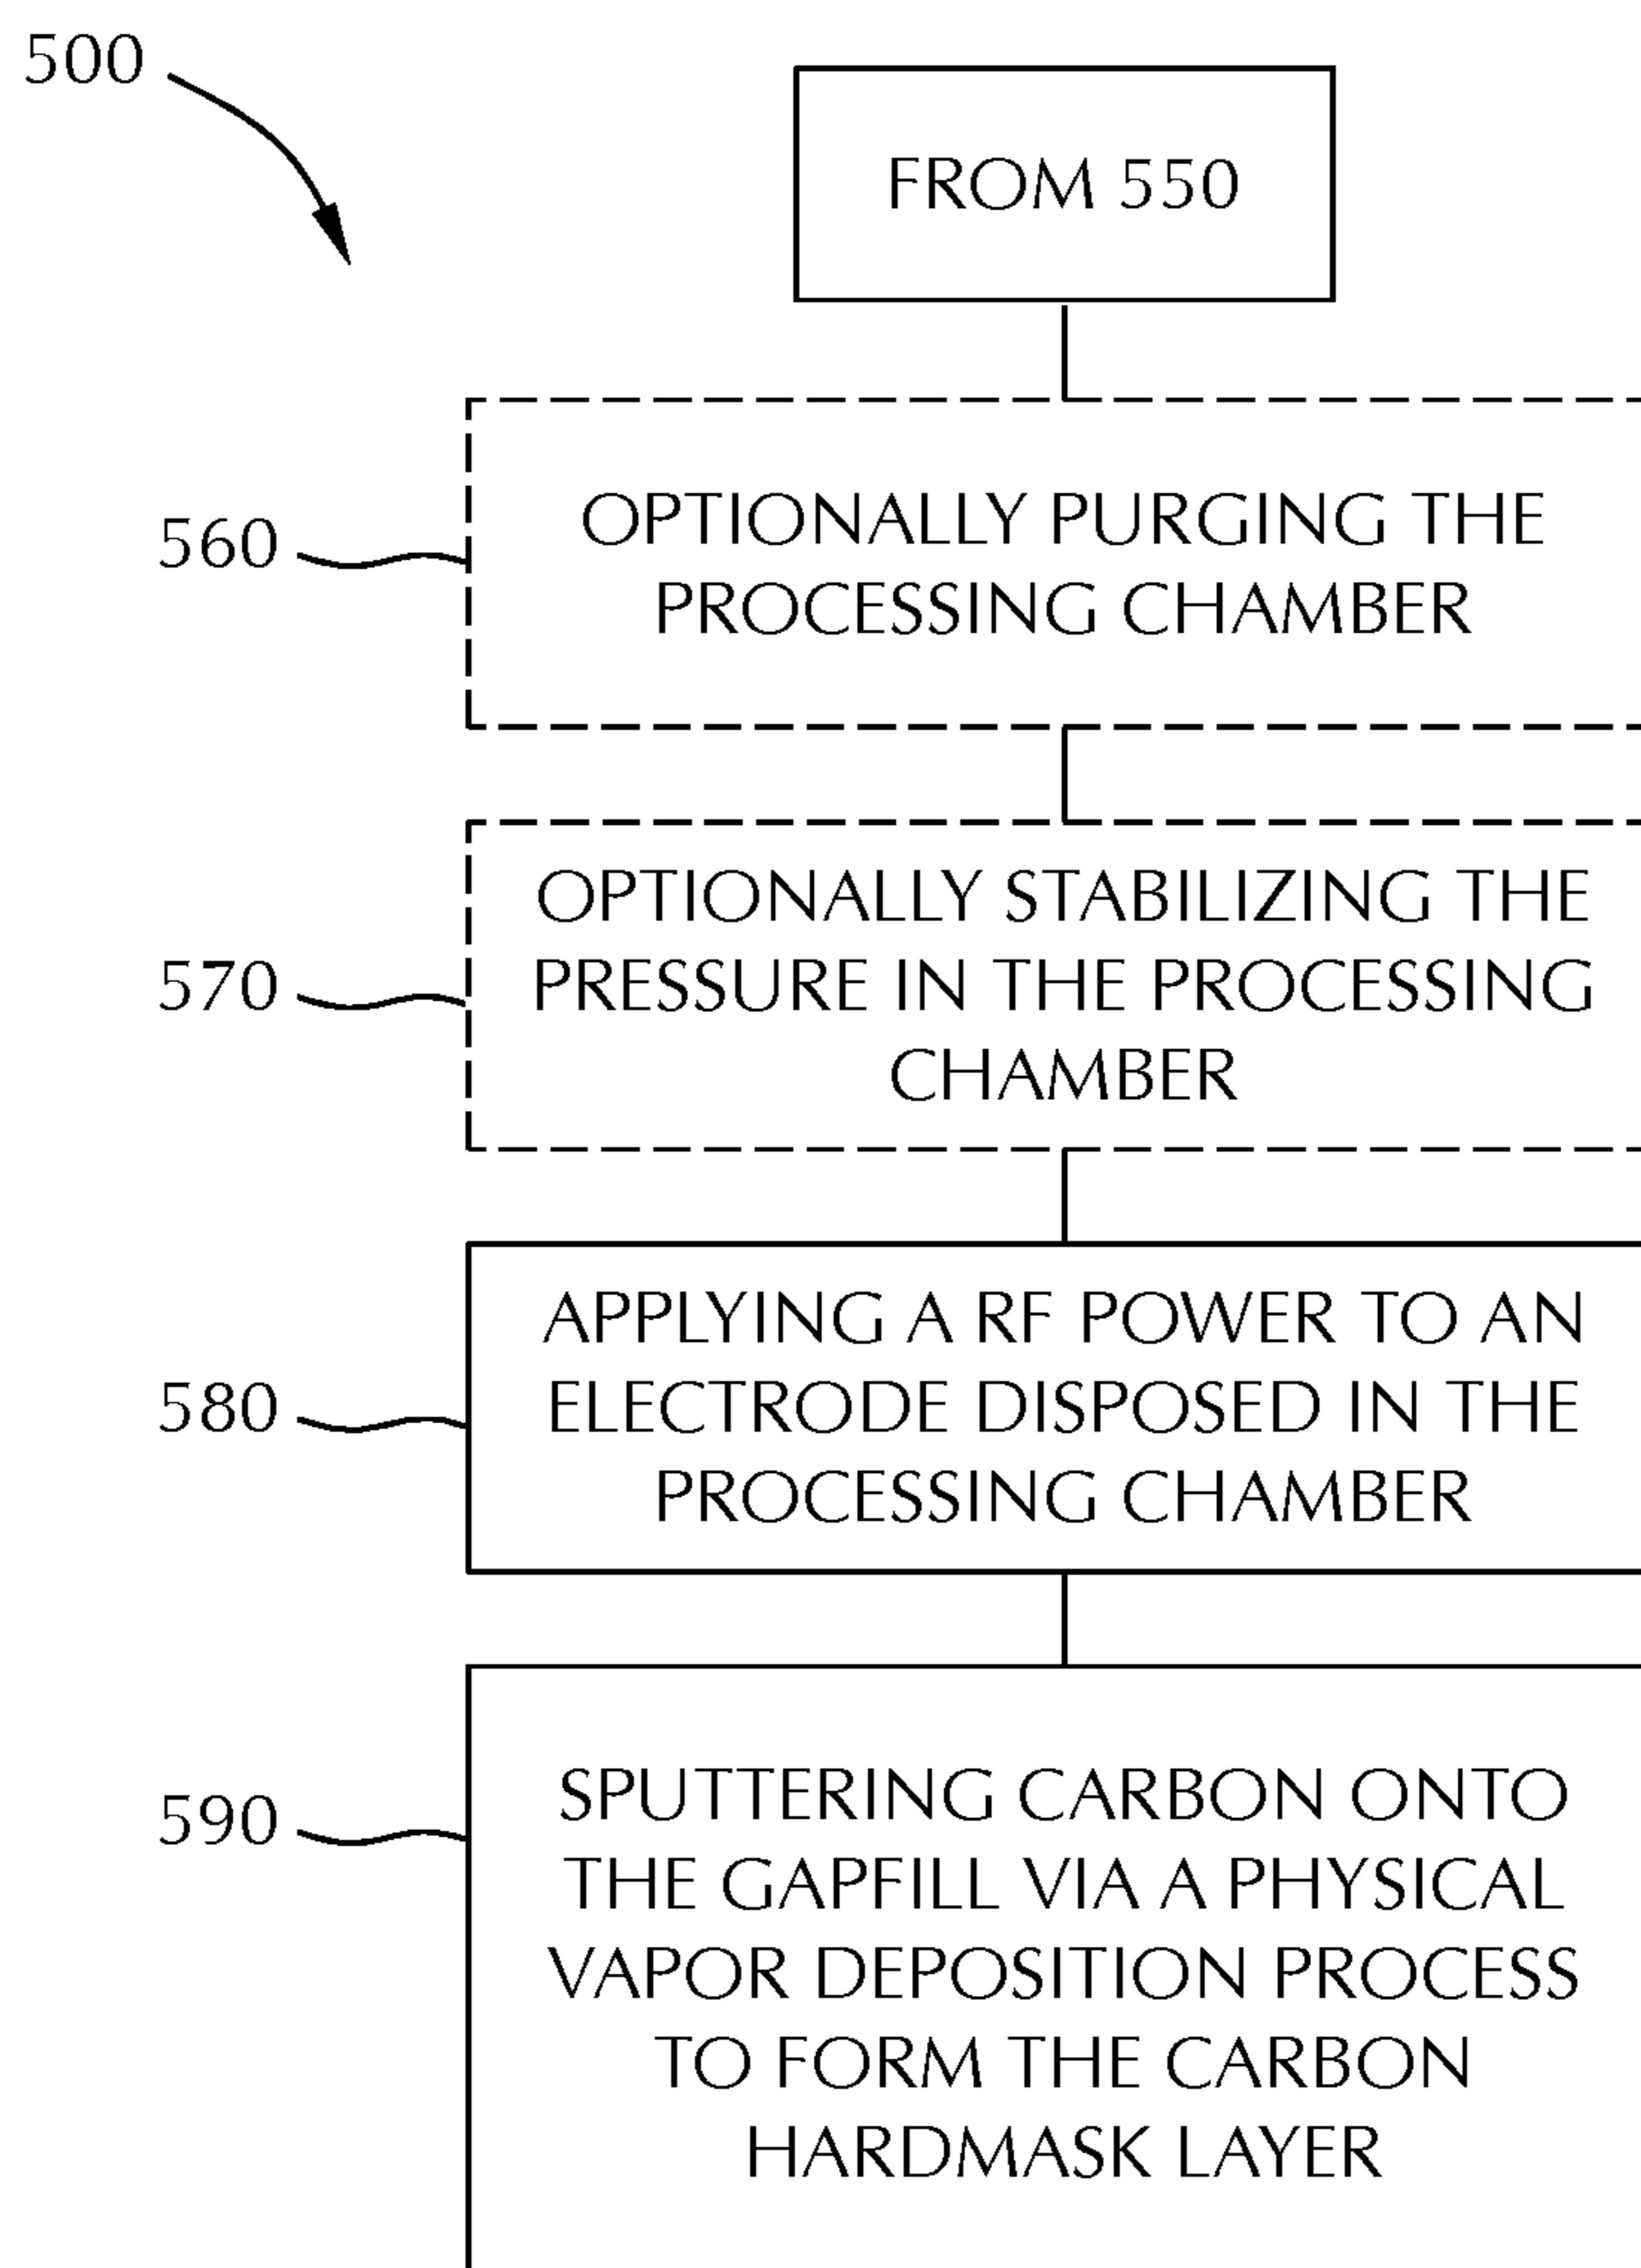 500
FROM 550
560
OPTIONALLY PURGING THE
PROCESSING CHAMBER
570
OPTIONALLY STABILIZING THE
PRESSURE IN THE PROCESSING
CHAMBER
580
APPLYING A RF POWER TO AN
ELECTRODE DISPOSED IN THE
PROCESSING CHAMBER
590
SPUTTERING CARBON ONTO
THE GAPFILL VIA A PHYSICAL
VAPOR DEPOSITION PROCESS
TO FORM THE CARBON
HARDMASK LAYER